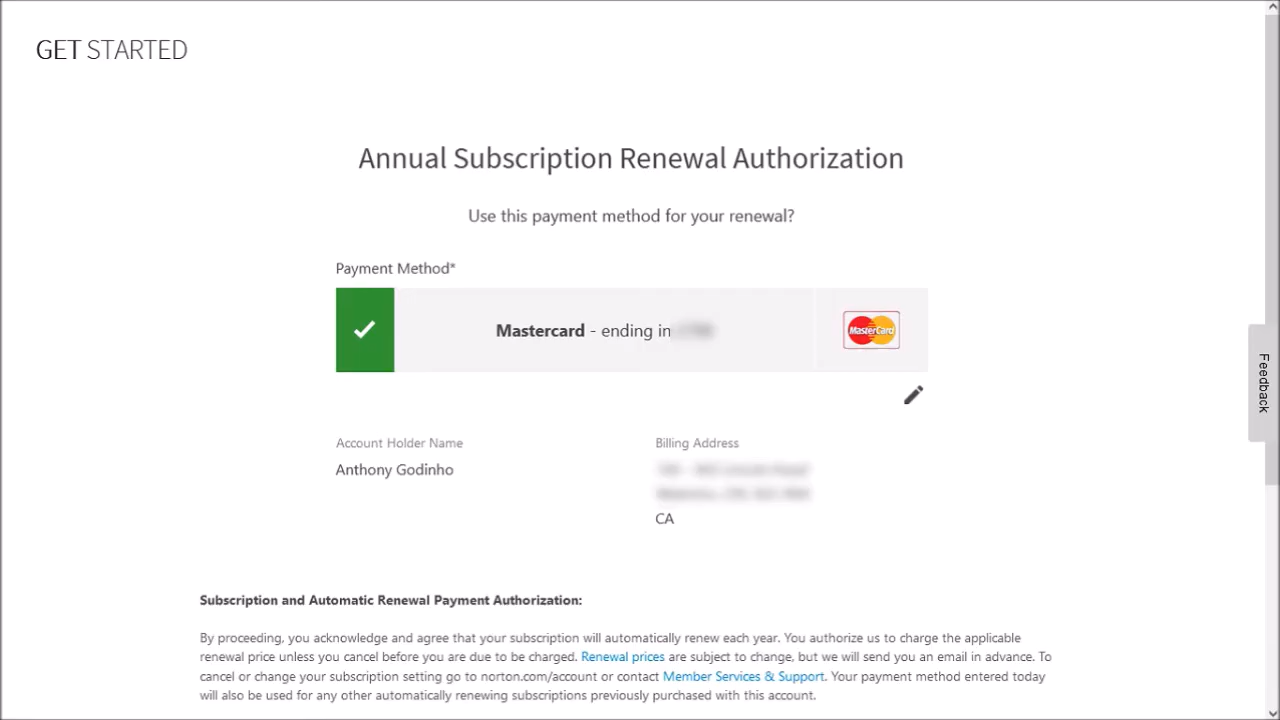 GET STARTED
Annual Subscription Renewal Authorization
Use this payment method for your renewal?
Payment Method*
Mastercard - ending in
MasterCard
Feedback
Account Holder Name
Billing Address
Anthony Godinho
CA
Subscription and Automatic Renewal Payment Authorization:
By proceeding, you acknowledge and agree that your subscription will automatically renew each year. You authorize us to charge the applicable
renewal price unless you cancel before you are due to be charged. Renewal prices are subject to change, but we will send you an email in advance. To
cancel or change your subscription setting go to norton.com/account or contact Member Services & Support. Your payment method entered today
will also be used for any other automatically renewing subscriptions previously purchased with this account.